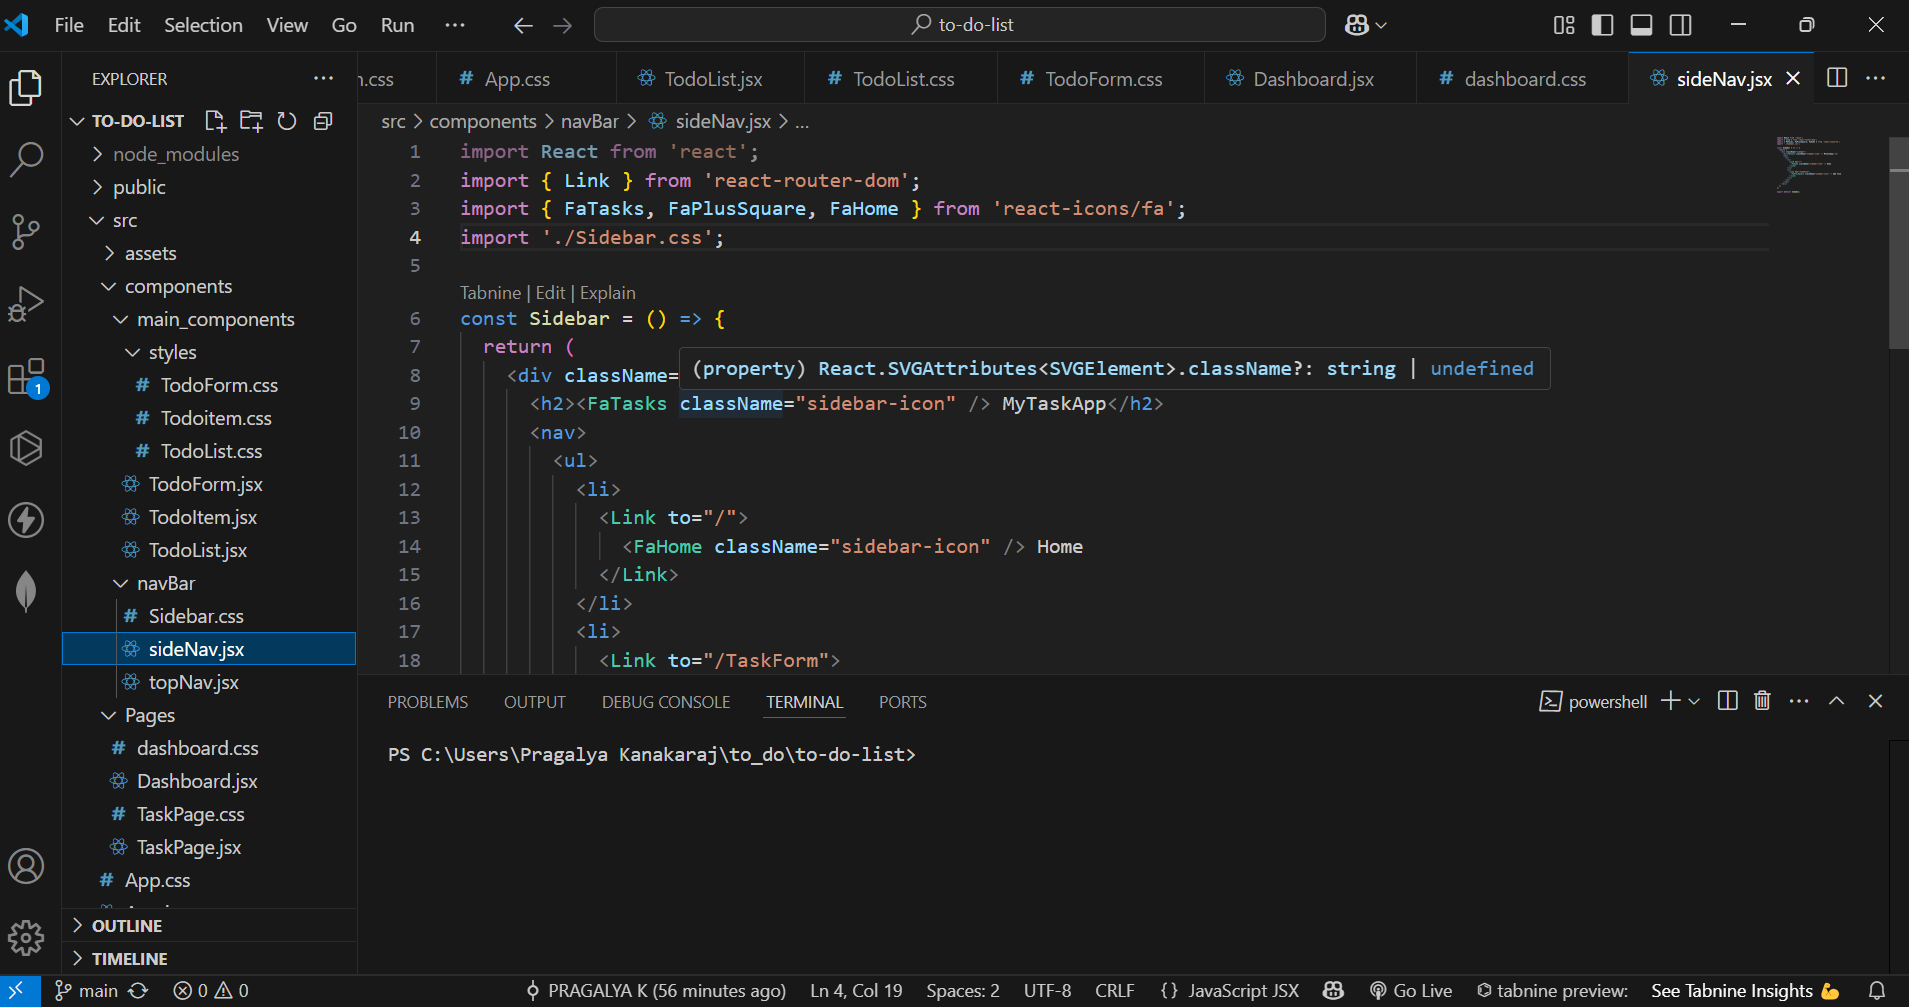 File Edit Selection View Go Run ··· to-do-list
EXPLORER ···
n.css # App.css TodoList.jsx # TodoList.css # TodoForm.css Dashboard.jsx # dashboard.css sideNav.jsx ···
TO-DO-LIST
node_modules
public
src
assets
components
main_components
styles
# TodoForm.css
# Todoitem.css
# TodoList.css
TodoForm.jsx
TodoItem.jsx
TodoList.jsx
navBar
# Sidebar.css
sideNav.jsx
topNav.jsx
Pages
# dashboard.css
Dashboard.jsx
# TaskPage.css
TaskPage.jsx
# App.css
OUTLINE
TIMELINE
1
src > components > navBar > sideNav.jsx > ...
1 import React from 'react';
2 import { Link } from 'react-router-dom';
3 import { FaTasks, FaPlusSquare, FaHome } from 'react-icons/fa';
4 import './Sidebar.css';
5
Tabnine | Edit | Explain
6 const Sidebar = () => {
7 return (
(property) React.SVGAttributes<SVGElement>.className?: string | undefined
8 <div className=
9 <h2><FaTasks className="sidebar-icon" /> MyTaskApp</h2>
10 <nav>
11 <ul>
12 <li>
13 <Link to="/">
14 <FaHome className="sidebar-icon" /> Home
15 </Link>
16 </li>
17 <li>
18 <Link to="/TaskForm">
PROBLEMS OUTPUT DEBUG CONSOLE TERMINAL PORTS powershell ···
PS C:\Users\Pragalya Kanakaraj\to_do\to-do-list>
main 0 0 PRAGALYA K (56 minutes ago) Ln 4, Col 19 Spaces: 2 UTF-8 CRLF {} JavaScript JSX Go Live tabnine preview: See Tabnine Insights 💪